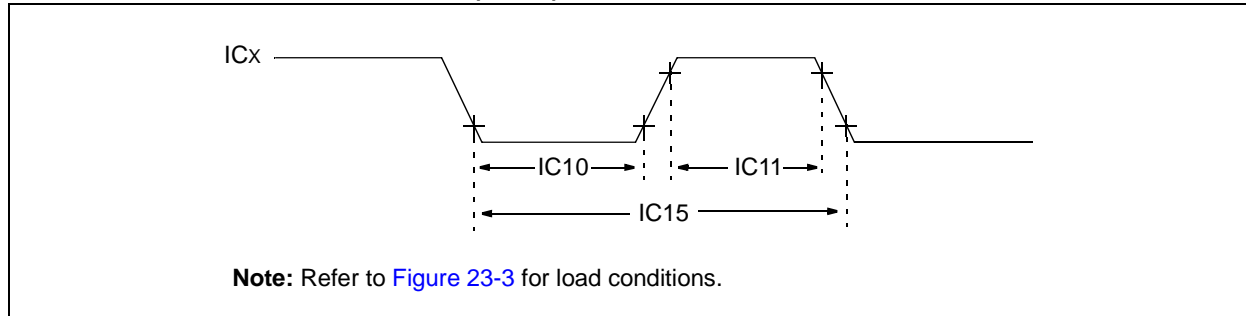 ICx
IC10
IC11
IC15
Note: Refer to Figure 23-3 for load conditions.